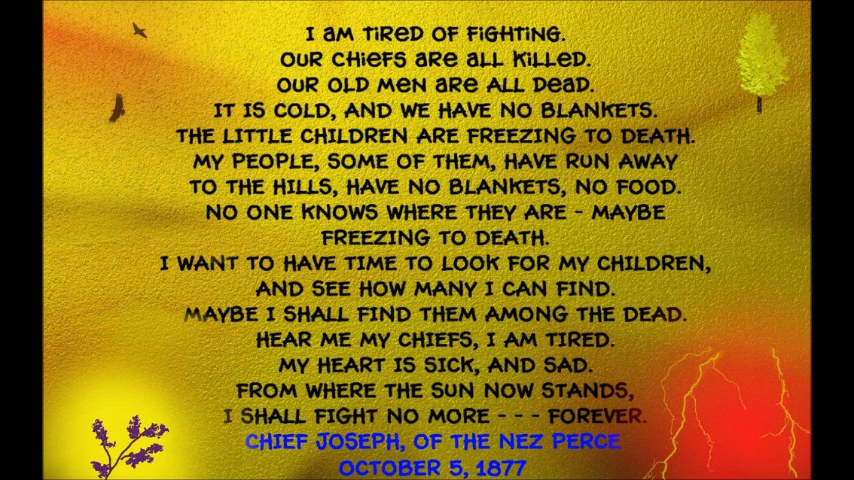 I am tired of fighting.
Our chiefs are all killed.
Our old men are all dead.
It is cold, and we have no blankets.
The little children are freezing to death.
My people, some of them, have run away
to the hills, have no blankets, no food.
No one knows where they are - maybe
freezing to death.
I want to have time to look for my children,
and see how many I can find.
Maybe I shall find them among the dead.
Hear me my chiefs, I am tired.
My heart is sick, and sad.
From where the sun now stands,
I shall fight no more - - - forever.
Chief Joseph, of the Nez Perce
October 5, 1877